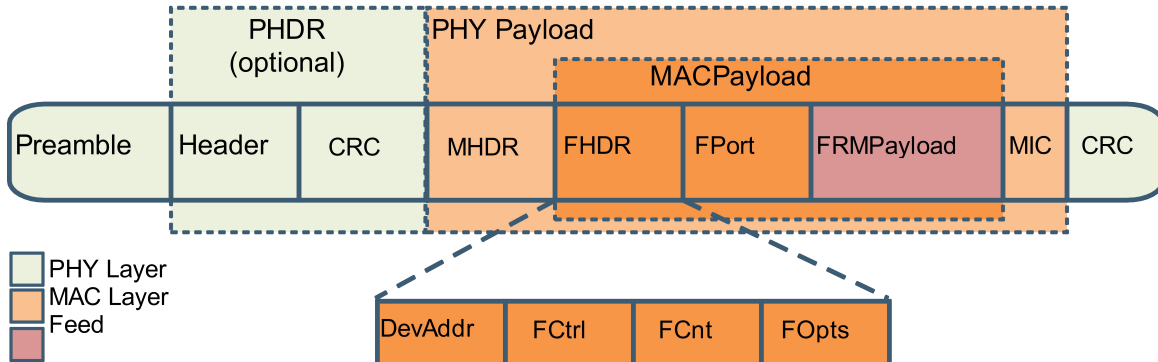 PHDR
(optional)
PHY Payload
MACPayload
Preamble Header CRC MHDR FHDR FPort FRMPayload MIC CRC
PHY Layer
MAC Layer
Feed
DevAddr FCtrl FCnt FOpts